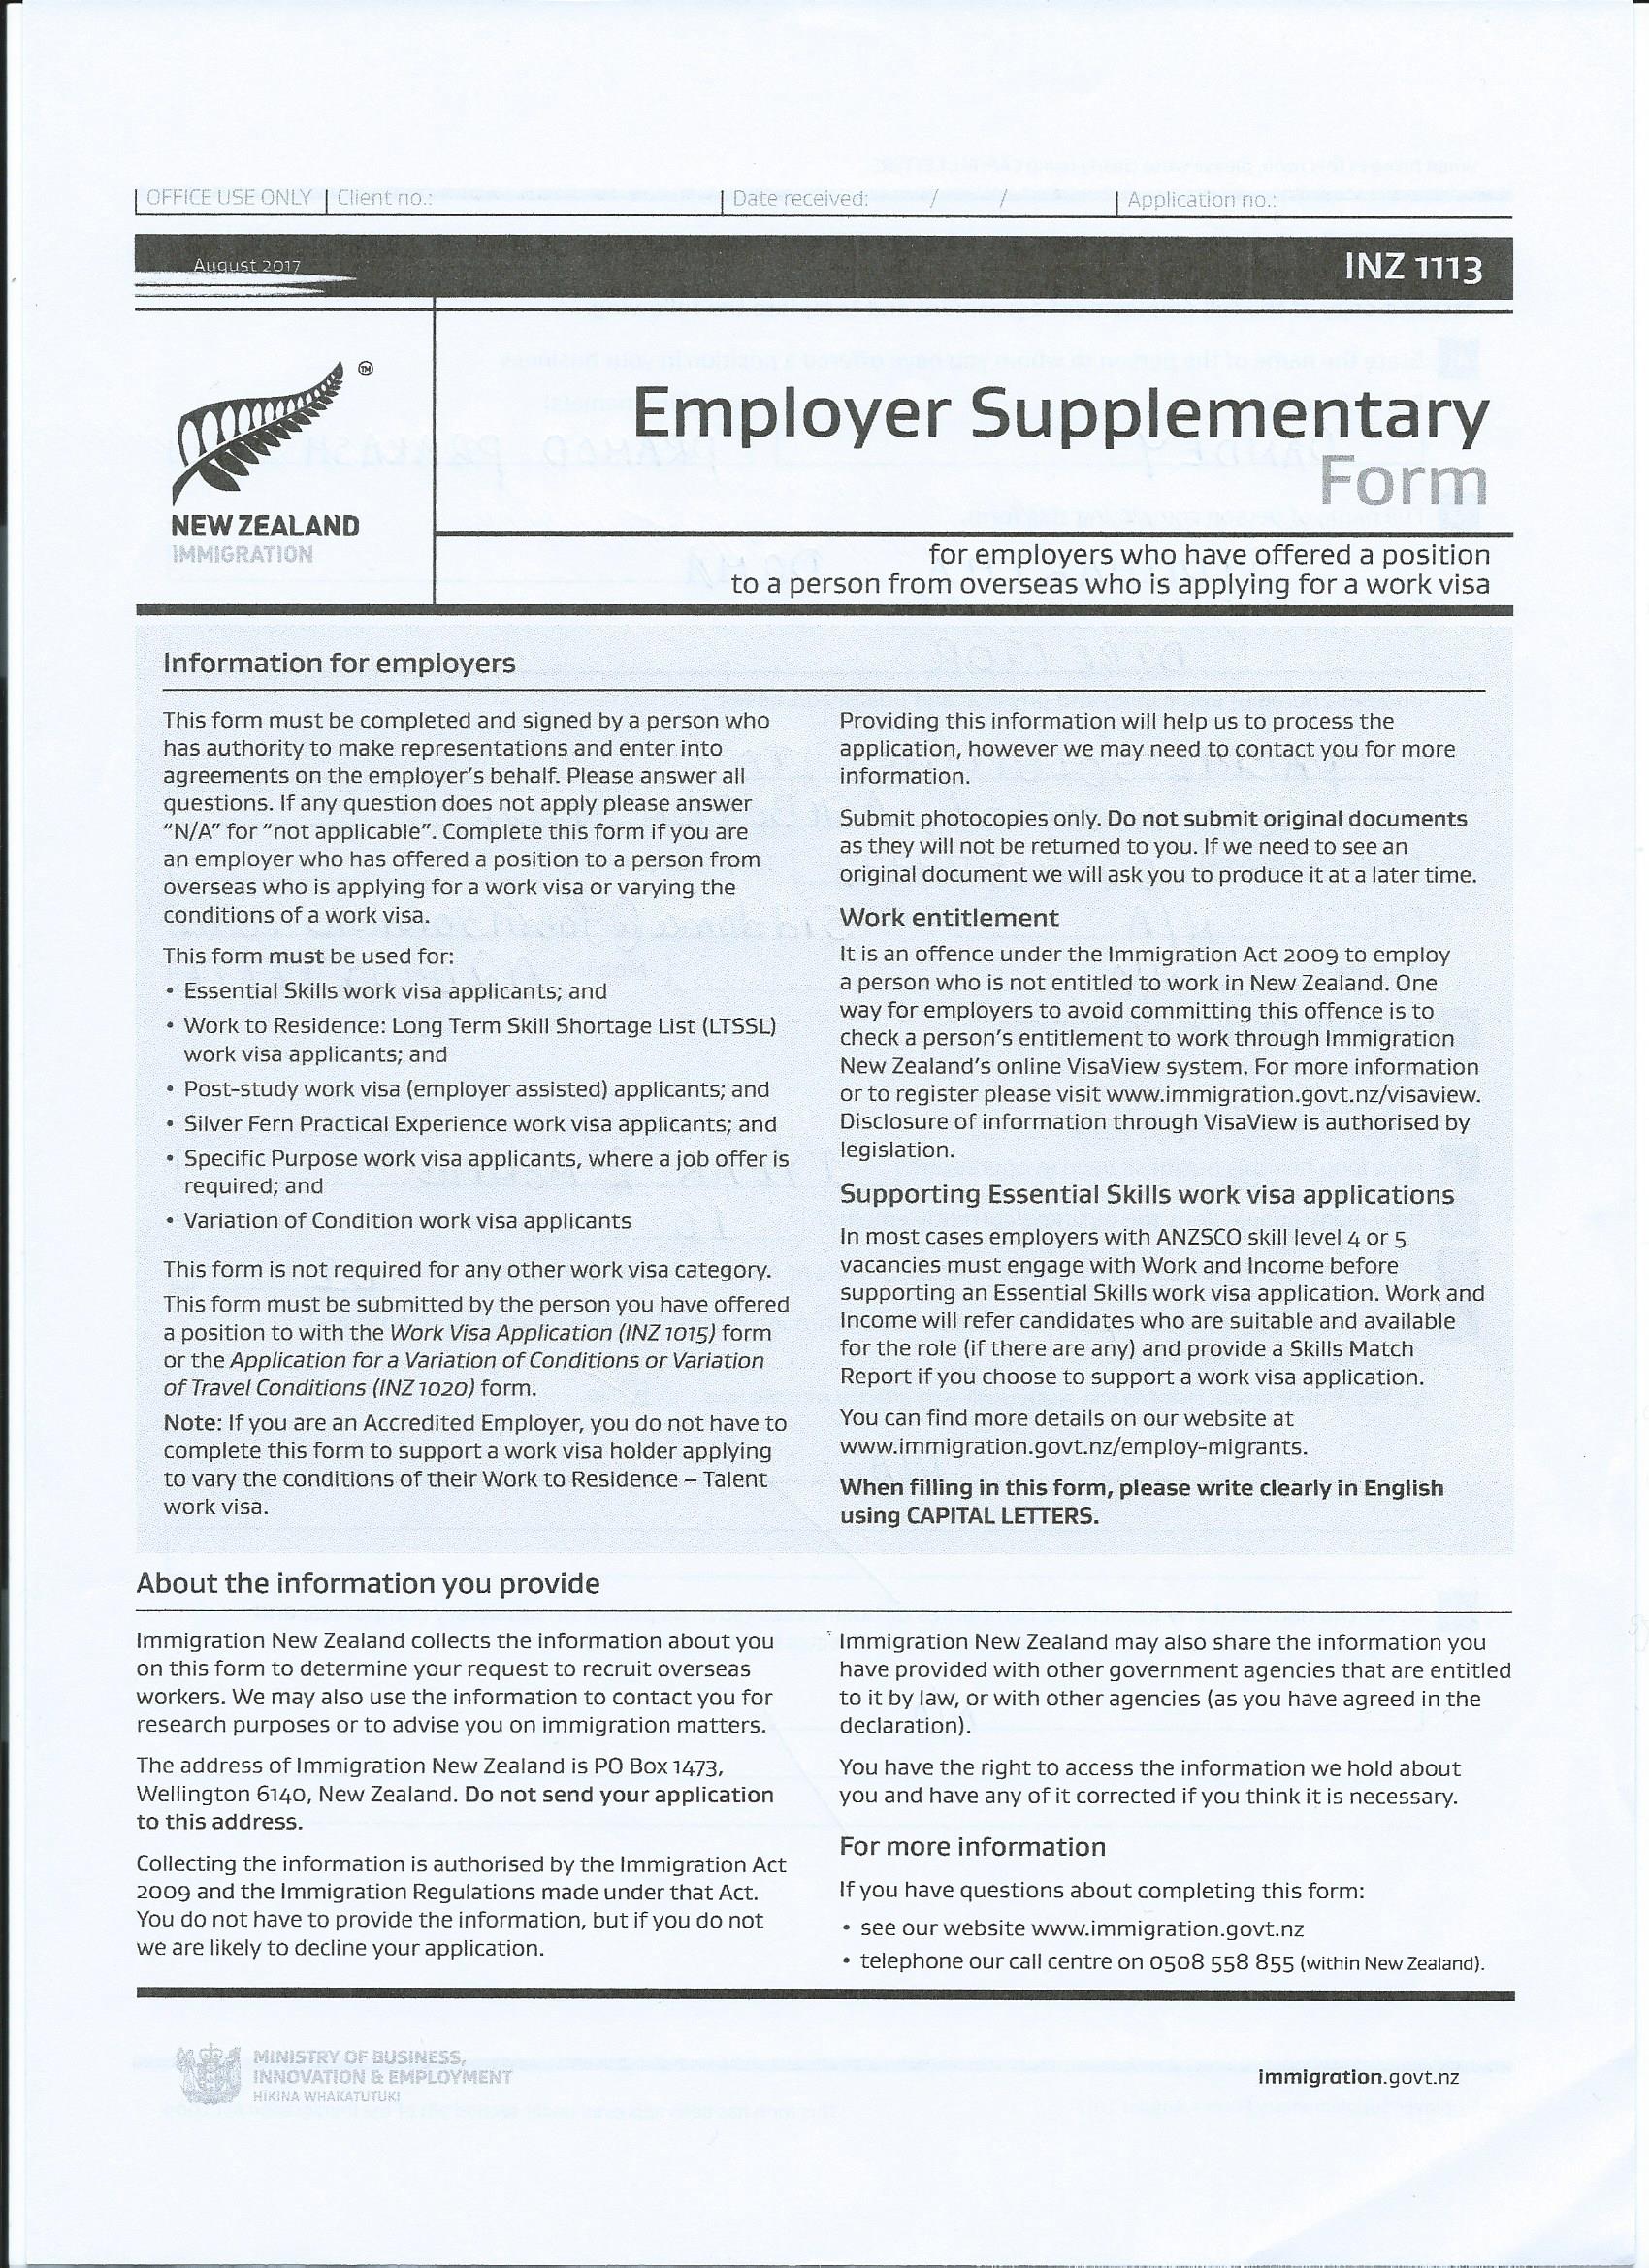 OFFICE USE ONLY Client no.: Date received: / / Application no.:
August 2017 INZ 1113
NEW ZEALAND
IMMIGRATION
Employer Supplementary
Form
for employers who have offered a position
to a person from overseas who is applying for a work visa
Information for employers
This form must be completed and signed by a person who
has authority to make representations and enter into
agreements on the employer's behalf. Please answer all
questions. If any question does not apply please answer
"N/A" for "not applicable". Complete this form if you are
an employer who has offered a position to a person from
overseas who is applying for a work visa or varying the
conditions of a work visa.
This form must be used for:
• Essential Skills work visa applicants; and
• Work to Residence: Long Term Skill Shortage List (LTSSL)
work visa applicants; and
• Post-study work visa (employer assisted) applicants; and
• Silver Fern Practical Experience work visa applicants; and
• Specific Purpose work visa applicants, where a job offer is
required; and
• Variation of Condition work visa applicants
This form is not required for any other work visa category.
This form must be submitted by the person you have offered
a position to with the Work Visa Application (INZ 1015) form
or the Application for a Variation of Conditions or Variation
of Travel Conditions (INZ 1020) form.
Note: If you are an Accredited Employer, you do not have to
complete this form to support a work visa holder applying
to vary the conditions of their Work to Residence – Talent
work visa.
Providing this information will help us to process the
application, however we may need to contact you for more
information.
Submit photocopies only. Do not submit original documents
as they will not be returned to you. If we need to see an
original document we will ask you to produce it at a later time.
Work entitlement
It is an offence under the Immigration Act 2009 to employ
a person who is not entitled to work in New Zealand. One
way for employers to avoid committing this offence is to
check a person's entitlement to work through Immigration
New Zealand's online VisaView system. For more information
or to register please visit www.immigration.govt.nz/visaview.
Disclosure of information through VisaView is authorised by
legislation.
Supporting Essential Skills work visa applications
In most cases employers with ANZSCO skill level 4 or 5
vacancies must engage with Work and Income before
supporting an Essential Skills work visa application. Work and
Income will refer candidates who are suitable and available
for the role (if there are any) and provide a Skills Match
Report if you choose to support a work visa application.
You can find more details on our website at
www.immigration.govt.nz/employ-migrants.
When filling in this form, please write clearly in English
using CAPITAL LETTERS.
About the information you provide
Immigration New Zealand collects the information about you
on this form to determine your request to recruit overseas
workers. We may also use the information to contact you for
research purposes or to advise you on immigration matters.
The address of Immigration New Zealand is PO Box 1473,
Wellington 6140, New Zealand. Do not send your application
to this address.
Collecting the information is authorised by the Immigration Act
2009 and the Immigration Regulations made under that Act.
You do not have to provide the information, but if you do not
we are likely to decline your application.
Immigration New Zealand may also share the information you
have provided with other government agencies that are entitled
to it by law, or with other agencies (as you have agreed in the
declaration).
You have the right to access the information we hold about
you and have any of it corrected if you think it is necessary.
For more information
If you have questions about completing this form:
• see our website www.immigration.govt.nz
• telephone our call centre on 0508 558 855 (within New Zealand).
MINISTRY OF BUSINESS,
INNOVATION & EMPLOYMENT
HĪKINA WHAKATUTUKI
immigration.govt.nz